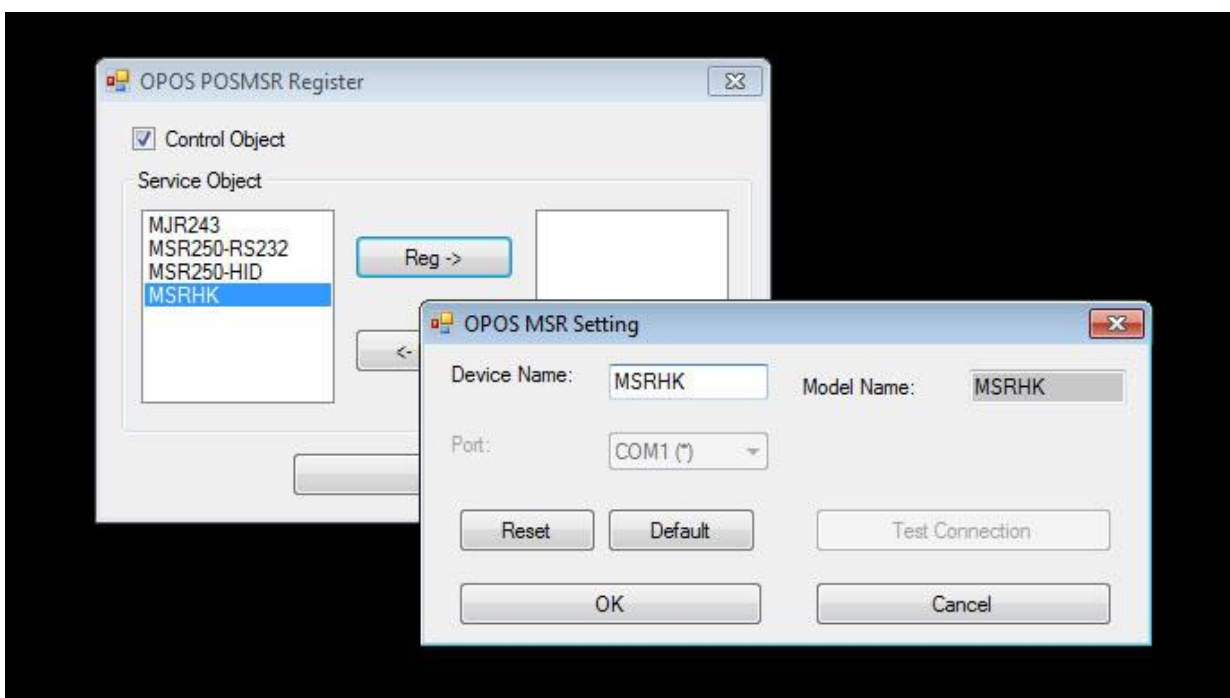 OPOS POSMSR Register
Control Object
Service Object
MJR243
MSR250-RS232
MSR250-HID
MSRHK
Reg ->
<-
OPOS MSR Setting
Device Name:
MSRHK
Model Name:
MSRHK
Port:
COM1 (*)
Reset
Default
Test Connection
OK
Cancel